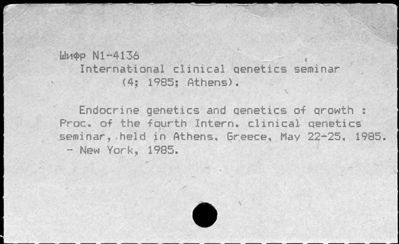 Шифр N1-4136
International clinical genetics seminar
(4; 1985; Athens).
Endocrine genetics and genetics of growth :
Proc. of the fourth Intern. clinical genetics
seminar, held in Athens, Greece, May 22-25, 1985.
- New York, 1985.